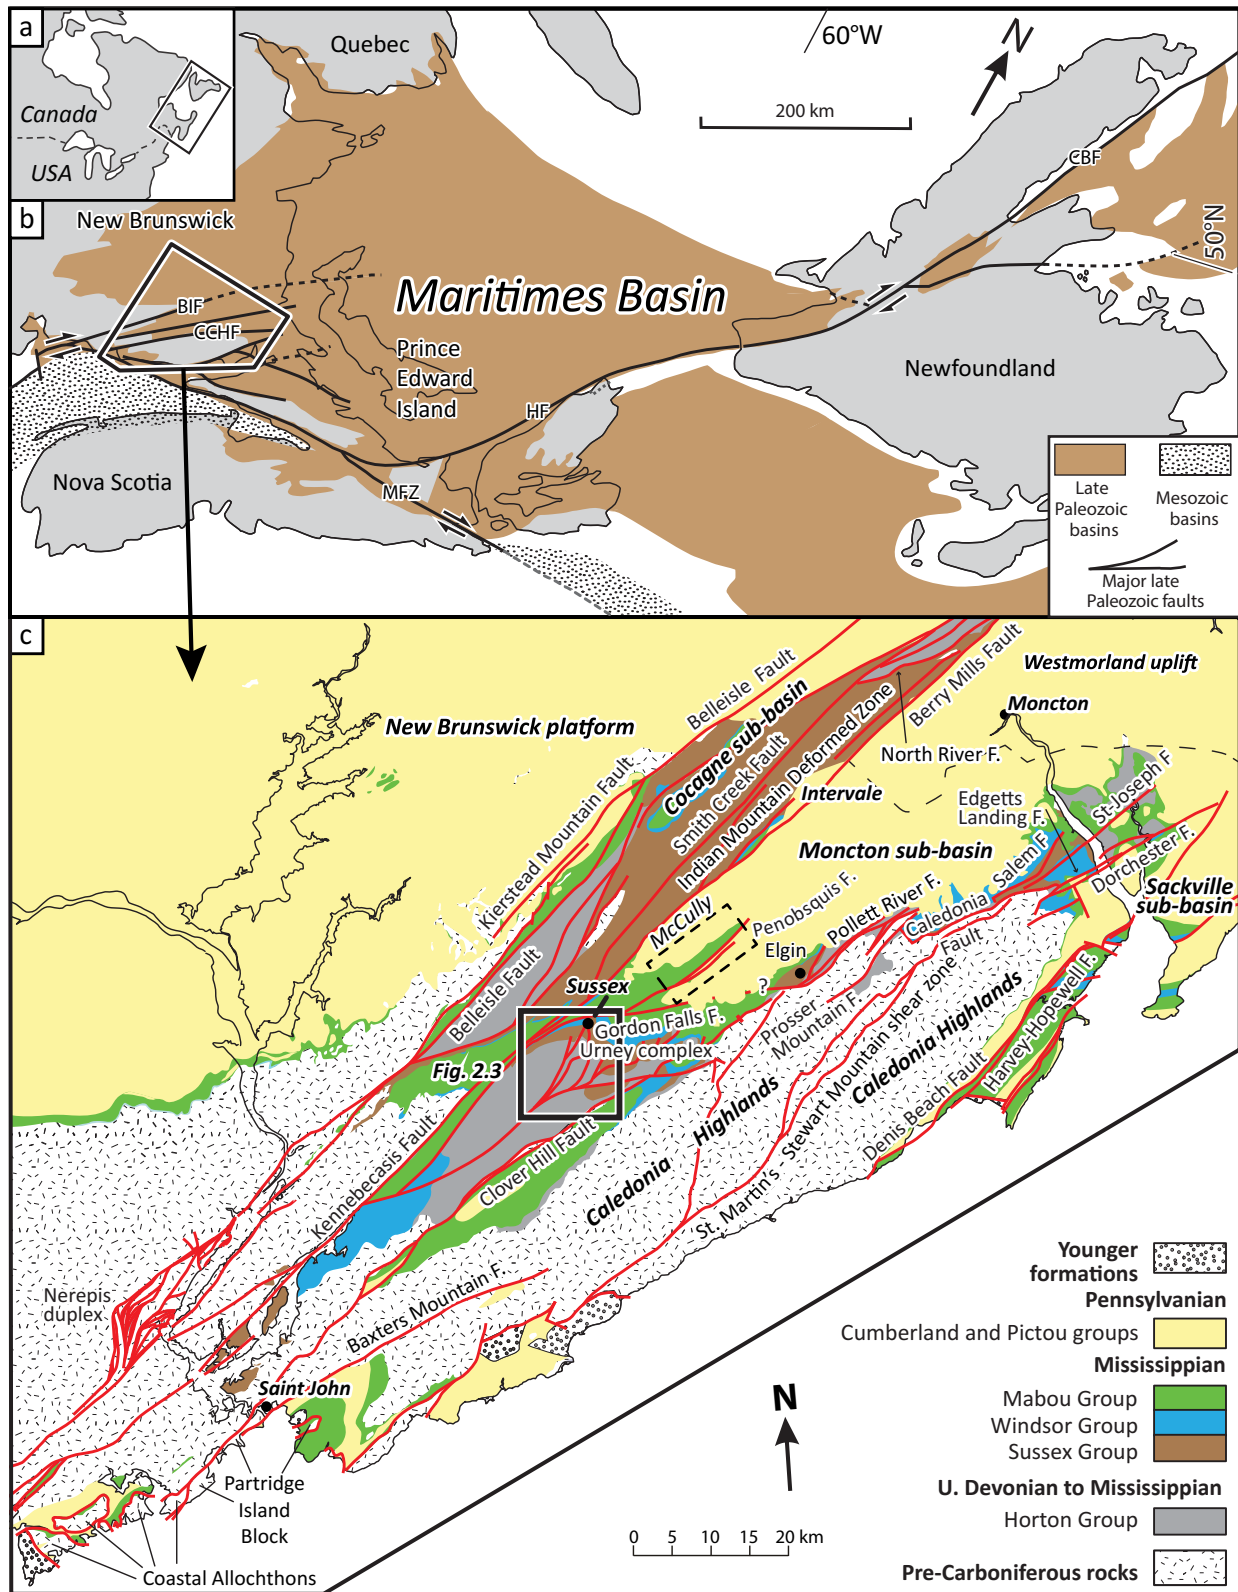 a
Canada
USA
Quebec
60°W
N
200 km
CBF
50°N
b
New Brunswick
BIF
CCHF
Maritimes Basin
Prince
Edward
Island
HF
Newfoundland
Nova Scotia
MFZ
Late
Paleozoic
basins
Mesozoic
basins
Major late
Paleozoic faults
c
Westmorland uplift
Moncton
New Brunswick platform
Belleisle Fault
Cocagne sub-basin
Smith Creek Fault
Indian Mountain Deformed Zone
Berry Mills Fault
North River F.
Intervale
Kierstead Mountain Fault
Edgetts
Landing F.
St-Joseph F
Moncton sub-basin
Salem F.
Dorchester F.
Sackville
sub-basin
McCully
Penobsquis F.
Pollett River F.
Caledonia
Fault
Elgin
?
Belleisle Fault
Sussex
Gordon Falls F.
Urney complex
Prosser
Mountain F.
Fig. 2.3
Caledonia Highlands
Harvey-Hopewell F.
Denis Beach Fault
Kennebecasis Fault
Clover Hill Fault
Caledonia
Highlands
St. Martin's - Stewart Mountain shear zone
Nerepis
duplex
Baxters Mountain F.
Saint John
Partridge
Island
Block
Coastal Allochthons
N
0 5 10 15 20 km
Younger
formations
Pennsylvanian
Cumberland and Pictou groups
Mississippian
Mabou Group
Windsor Group
Sussex Group
U. Devonian to Mississippian
Horton Group
Pre-Carboniferous rocks